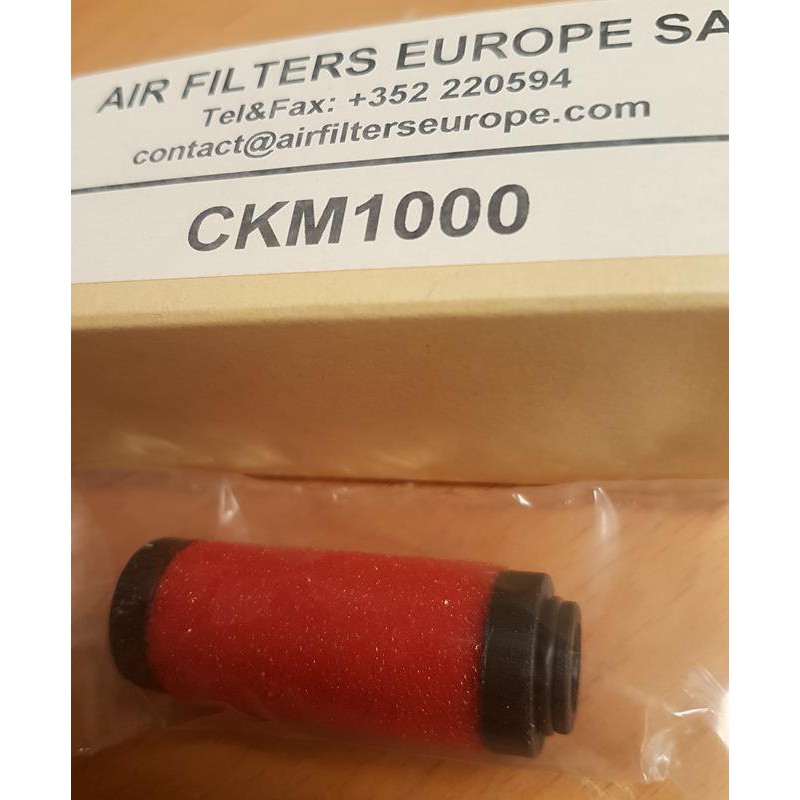 AIR FILTERS EUROPE SA
Tel&Fax: +352 220594
contact@airfilterseurope.com
CKM1000